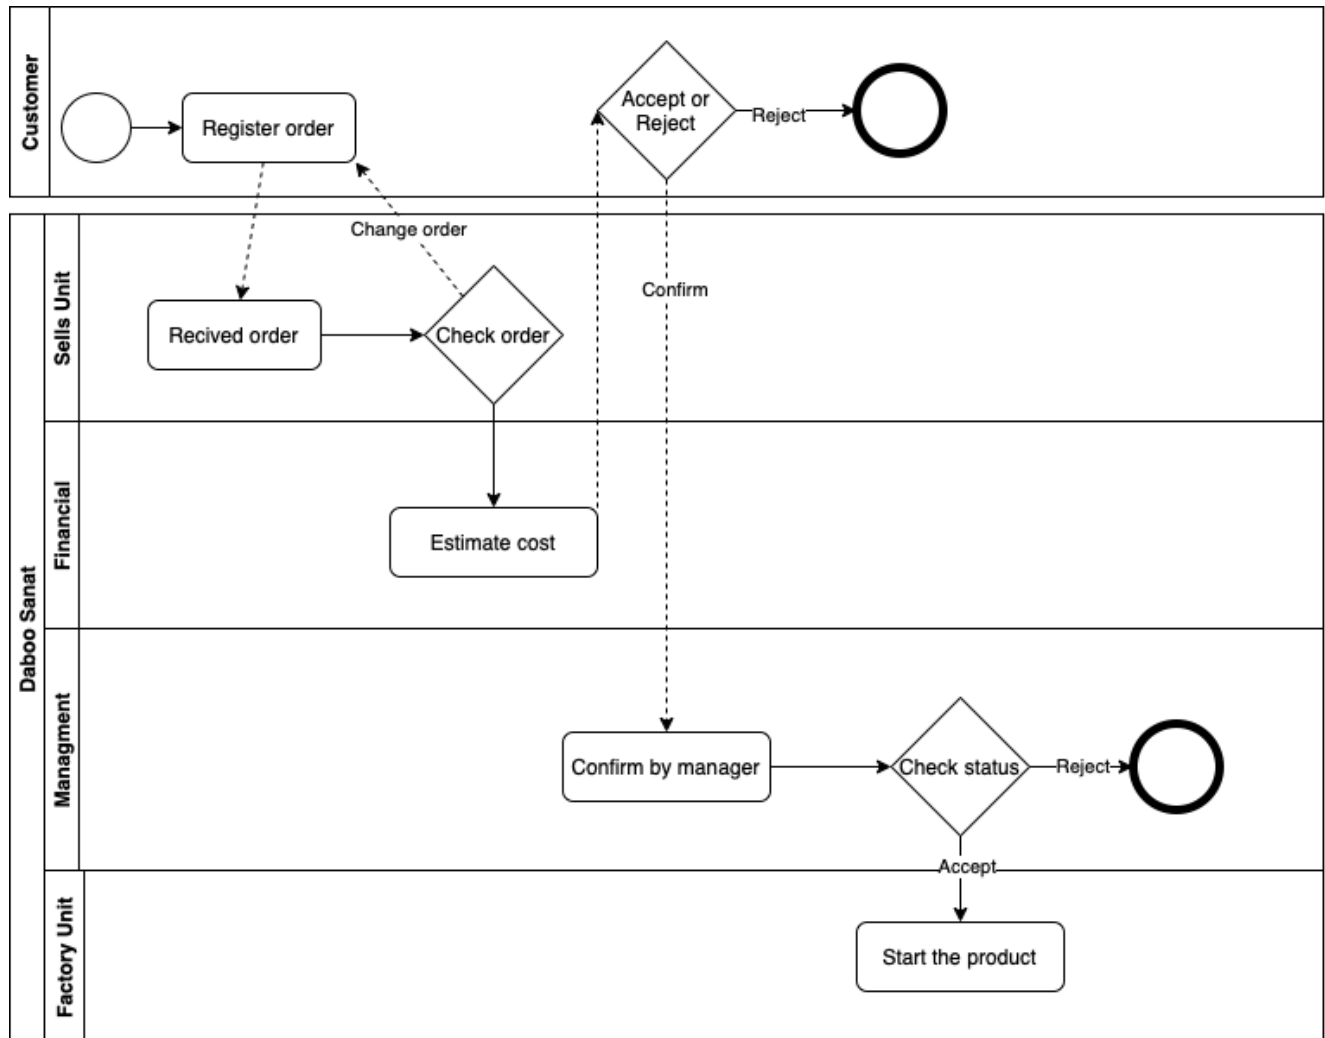 Customer
Register order
Accept or
Reject
Reject
Change order
Daboo Sanat
Sells Unit
Recived order
Check order
Confirm
Financial
Estimate cost
Managment
Confirm by manager
Check status
Reject
Accept
Factory Unit
Start the product